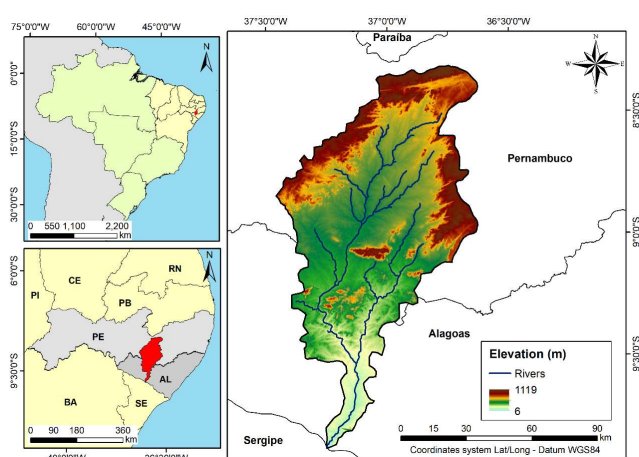 75°0'0"W 60°0'0"W 45°0'0"W
0°0'0"
15°0'0"S
30°0'0"S
N
0 550 1,100 2,200
km
6°0'0"S
9°30'0"S
N
RN
CE
PI
PB
PE
AL
BA
SE
0 90 180 360
km
37°30'0"W 37°0'0"W 36°30'0"W
8°30'0"S
9°0'0"S
9°30'0"S
Paraíba
N
W E
S
Pernambuco
Alagoas
Sergipe
Elevation (m)
Rivers
1119
6
0 15 30 60 90
km
Coordinates system Lat/Long - Datum WGS84